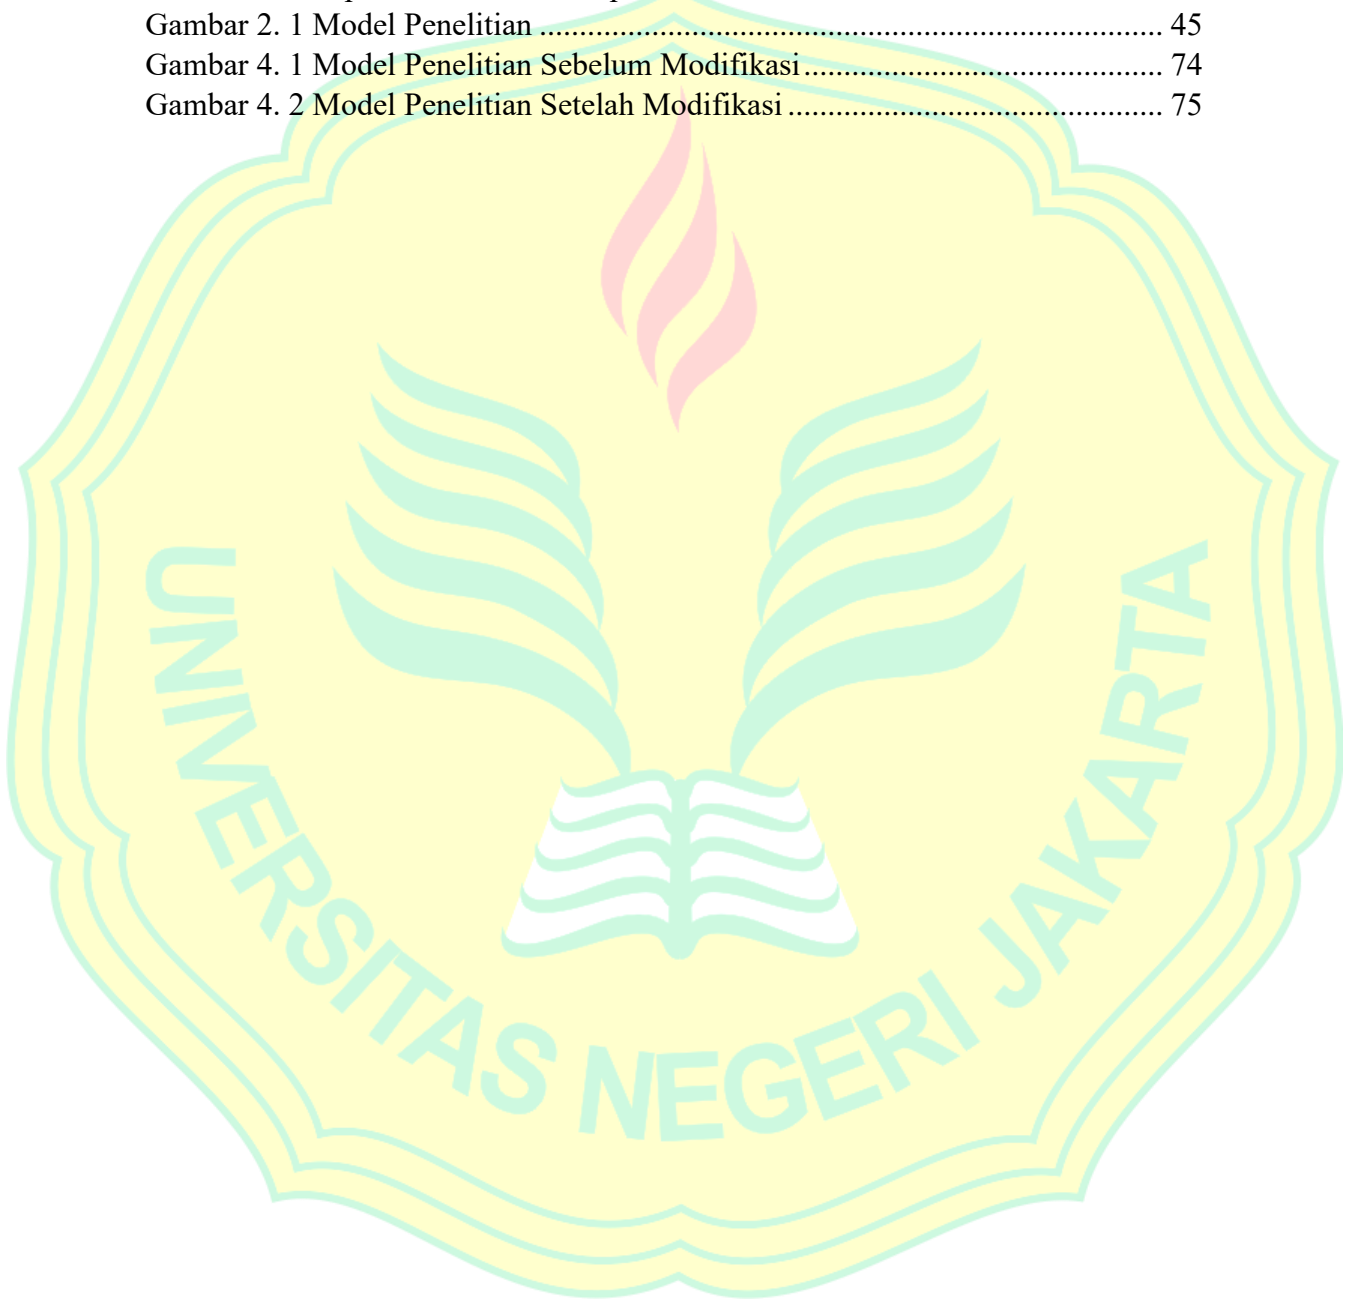 Gambar 2. 1 Model Penelitian ............................................................................ 45
Gambar 4. 1 Model Penelitian Sebelum Modifikasi ............................................. 74
Gambar 4. 2 Model Penelitian Setelah Modifikasi ............................................... 75
UNIVERSITAS NEGERI JAKARTA